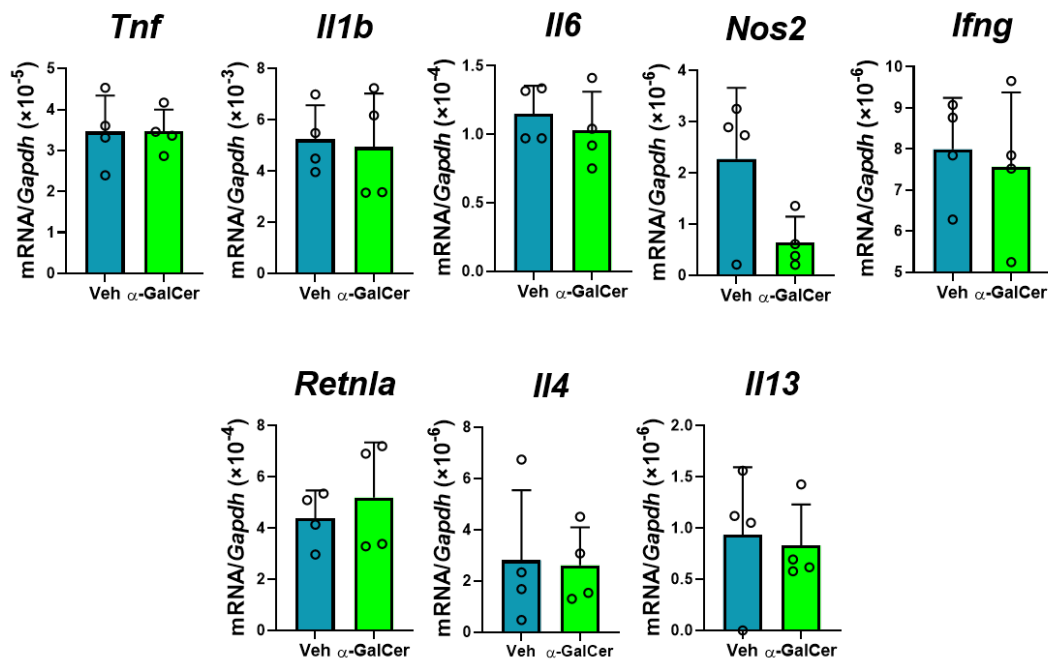 Tnf
mRNA/Gapdh (×10⁻⁵)
5
4
3
2
1
0
Veh α-GalCer
Il1b
mRNA/Gapdh (×10⁻³)
8
6
4
2
0
Veh α-GalCer
Il6
mRNA/Gapdh (×10⁻⁴)
1.5
1.0
0.5
0.0
Veh α-GalCer
Nos2
mRNA/Gapdh (×10⁻⁶)
4
3
2
1
0
Veh α-GalCer
Ifng
mRNA/Gapdh (×10⁻⁶)
10
9
8
7
6
5
Veh α-GalCer
Retnla
mRNA/Gapdh (×10⁻⁴)
8
6
4
2
0
Veh α-GalCer
Il4
mRNA/Gapdh (×10⁻⁶)
8
6
4
2
0
Veh α-GalCer
Il13
mRNA/Gapdh (×10⁻⁶)
2.0
1.5
1.0
0.5
0.0
Veh α-GalCer